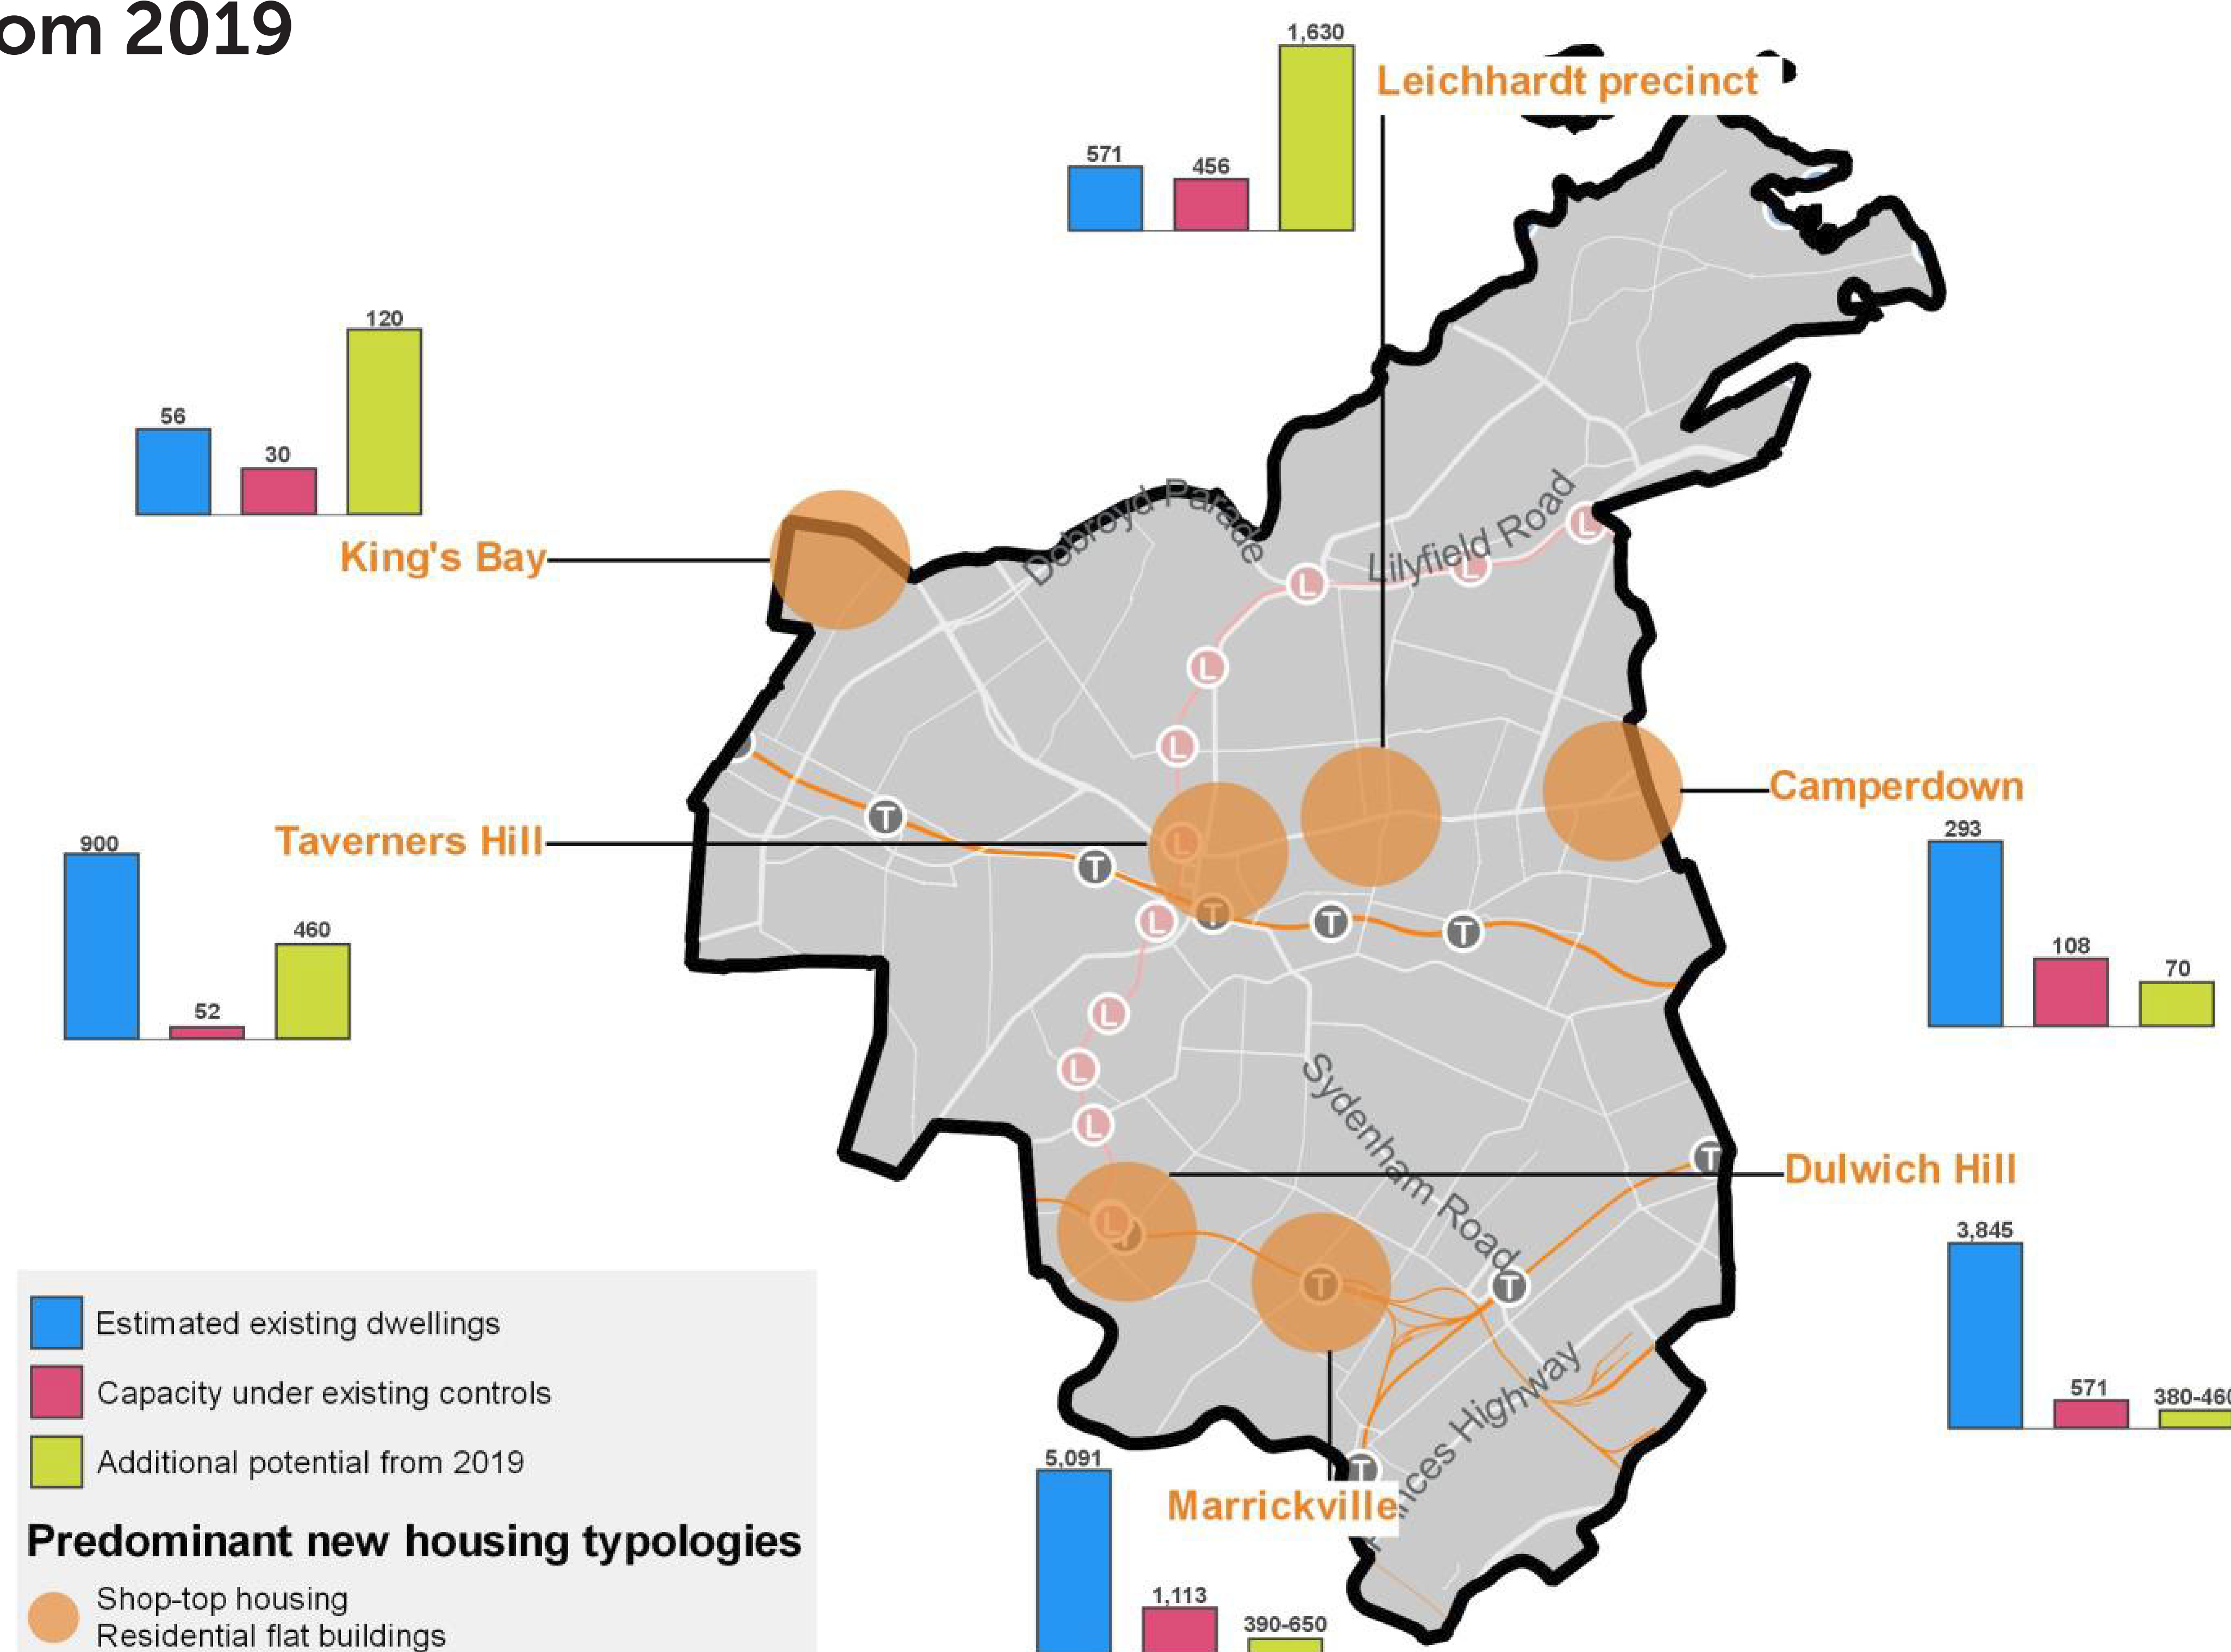 om 2019
1,630
571
456
Leichhardt precinct
120
56
30
King's Bay
Dobroyd Parade
Lilyfield Road
L
L
L
L
L
T
L
T
L
T
T
T
L
L
L
Taverners Hill
900
52
460
Camperdown
293
108
70
Sydenham Road
T
Dulwich Hill
L
T
T
3,845
571
380-460
Estimated existing dwellings
Capacity under existing controls
Additional potential from 2019
Predominant new housing typologies
Shop-top housing
Residential flat buildings
T
Marrickville
nces Highway
5,091
1,113
390-650